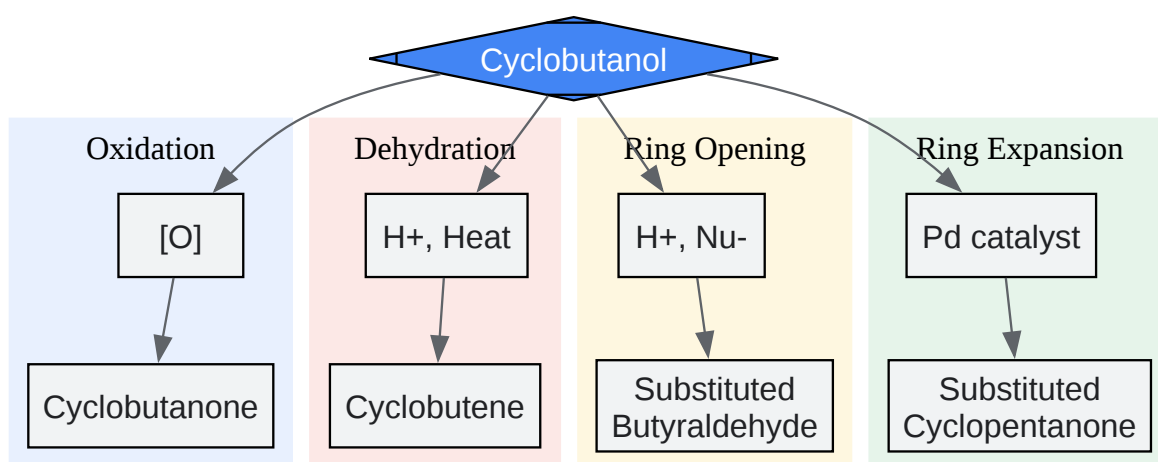 Cyclobutanol
Oxidation
Dehydration
Ring Opening
Ring Expansion
[O]
H+, Heat
H+, Nu-
Pd catalyst
Cyclobutanone
Cyclobutene
Substituted
Butyraldehyde
Substituted
Cyclopentanone